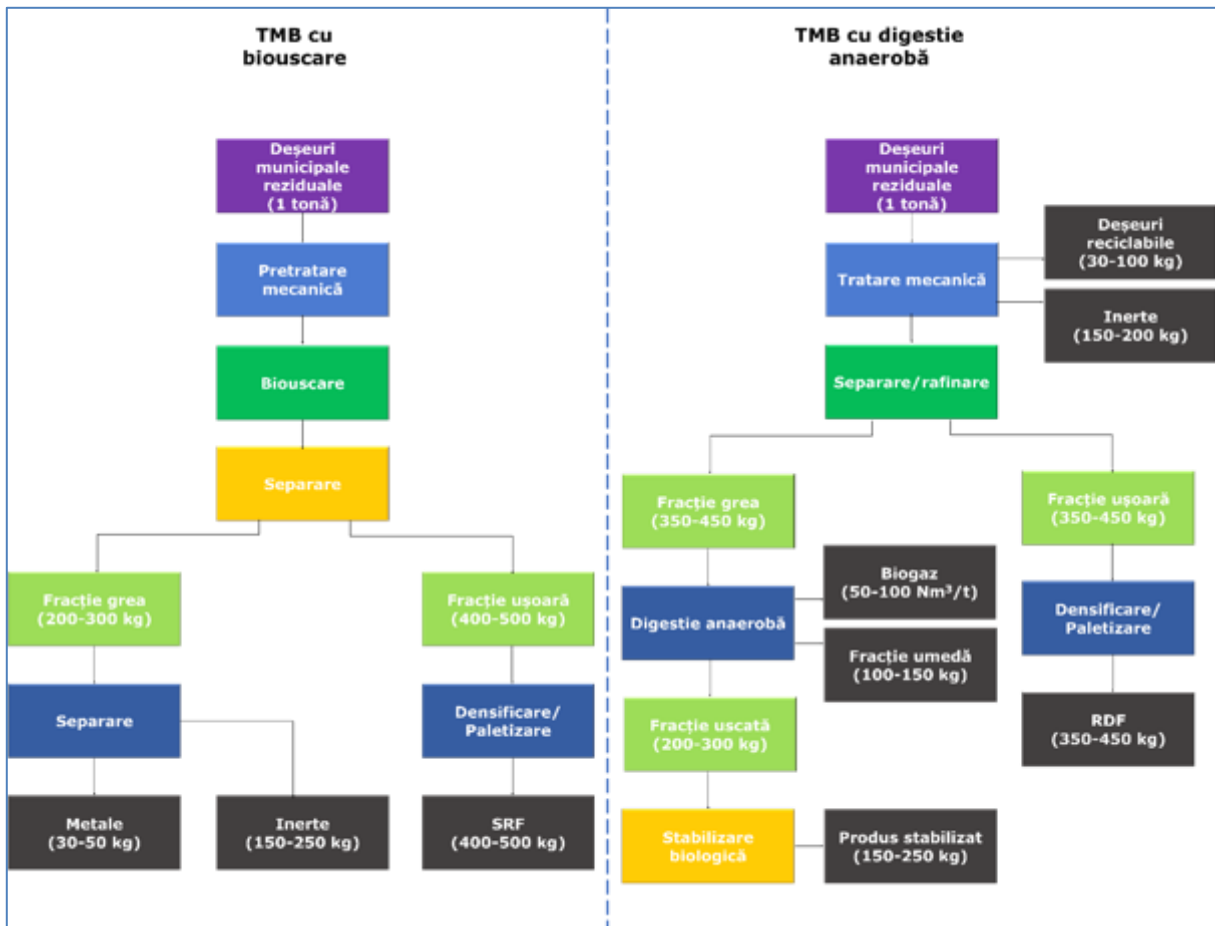 TMB cu
biouscare
Deșeuri
municipale
reziduale
(1 tonă)
Pretratare
mecanică
Biouscare
Separare
Fracție grea
(200-300 kg)
Fracție ușoară
(400-500 kg)
Separare
Densificare/
Paletizare
Metale
(30-50 kg)
Inerte
(150-250 kg)
SRF
(400-500 kg)
TMB cu digestie
anaerobă
Deșeuri
municipale
reziduale
(1 tonă)
Tratare mecanică
Deșeuri
reciclabile
(30-100 kg)
Inerte
(150-200 kg)
Separare/rafinare
Fracție grea
(350-450 kg)
Fracție ușoară
(350-450 kg)
Digestie anaerobă
Biogaz
(50-100 Nm³/t)
Fracție umedă
(100-150 kg)
Densificare/
Paletizare
Fracție uscată
(200-300 kg)
RDF
(350-450 kg)
Stabilizare
biologică
Produs stabilizat
(150-250 kg)